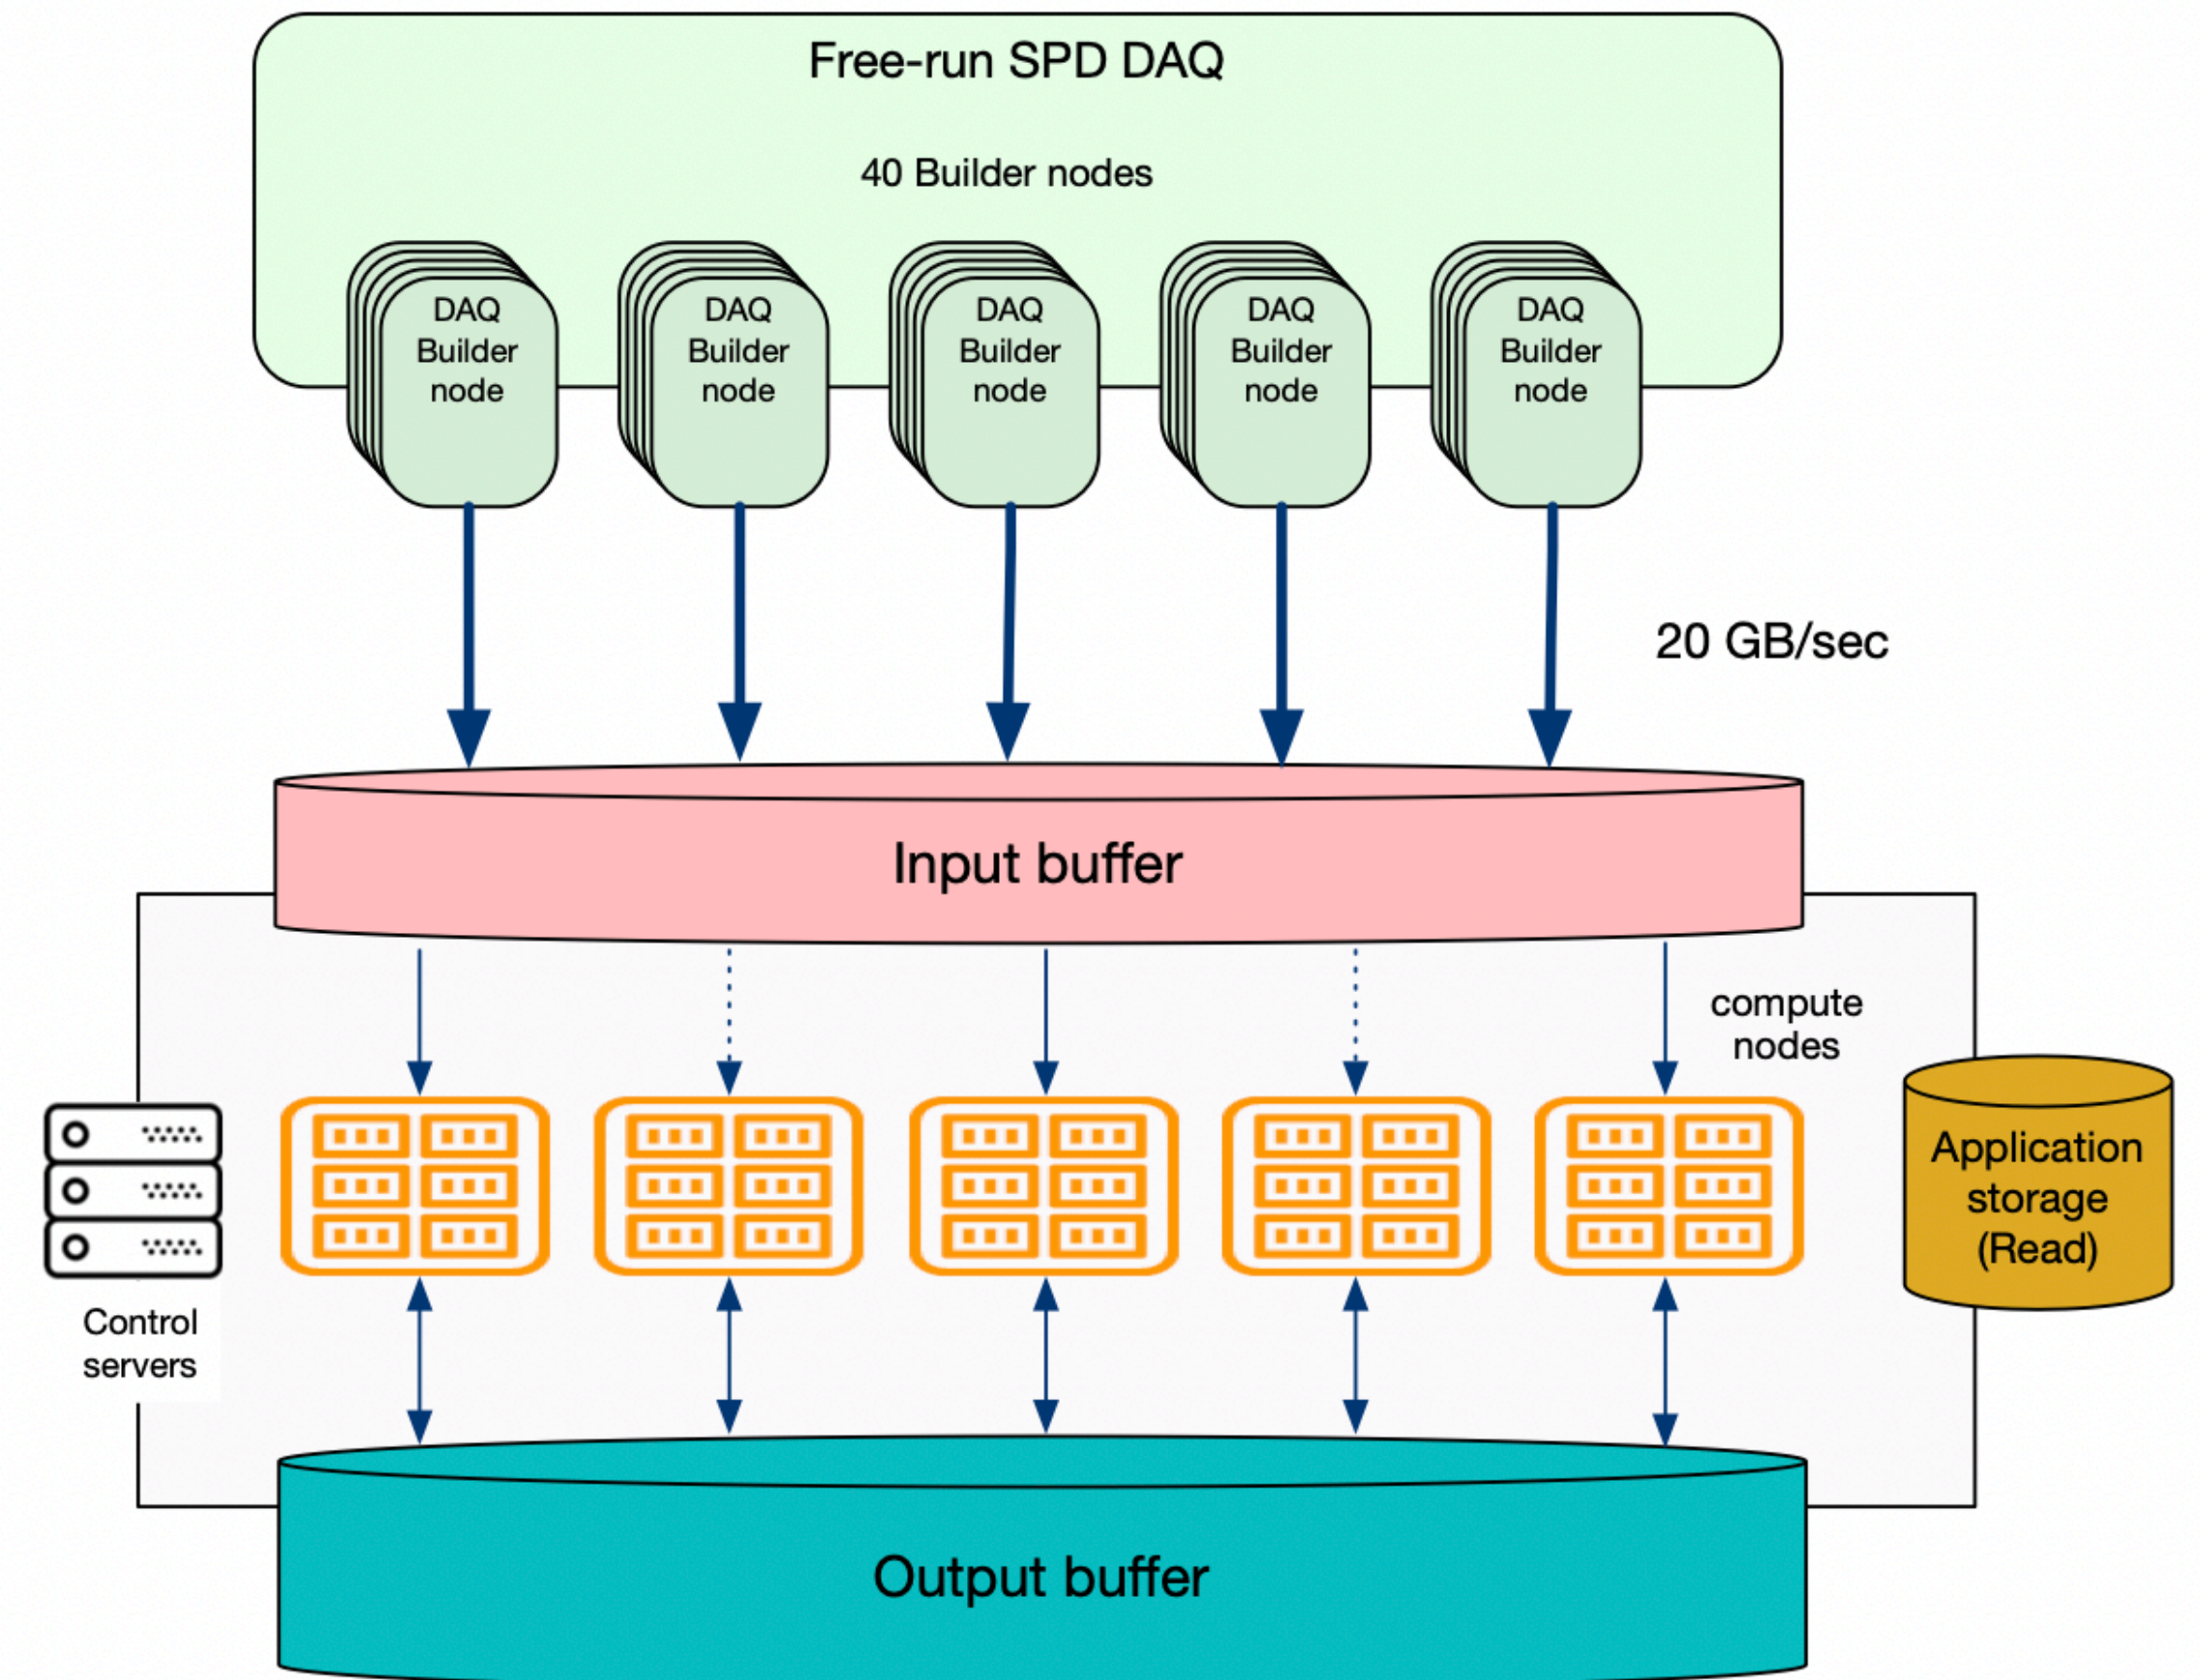 Free-run SPD DAQ
40 Builder nodes
DAQ
Builder
node
DAQ
Builder
node
DAQ
Builder
node
DAQ
Builder
node
DAQ
Builder
node
20 GB/sec
Input buffer
compute
nodes
Application
storage
(Read)
Control
servers
Output buffer